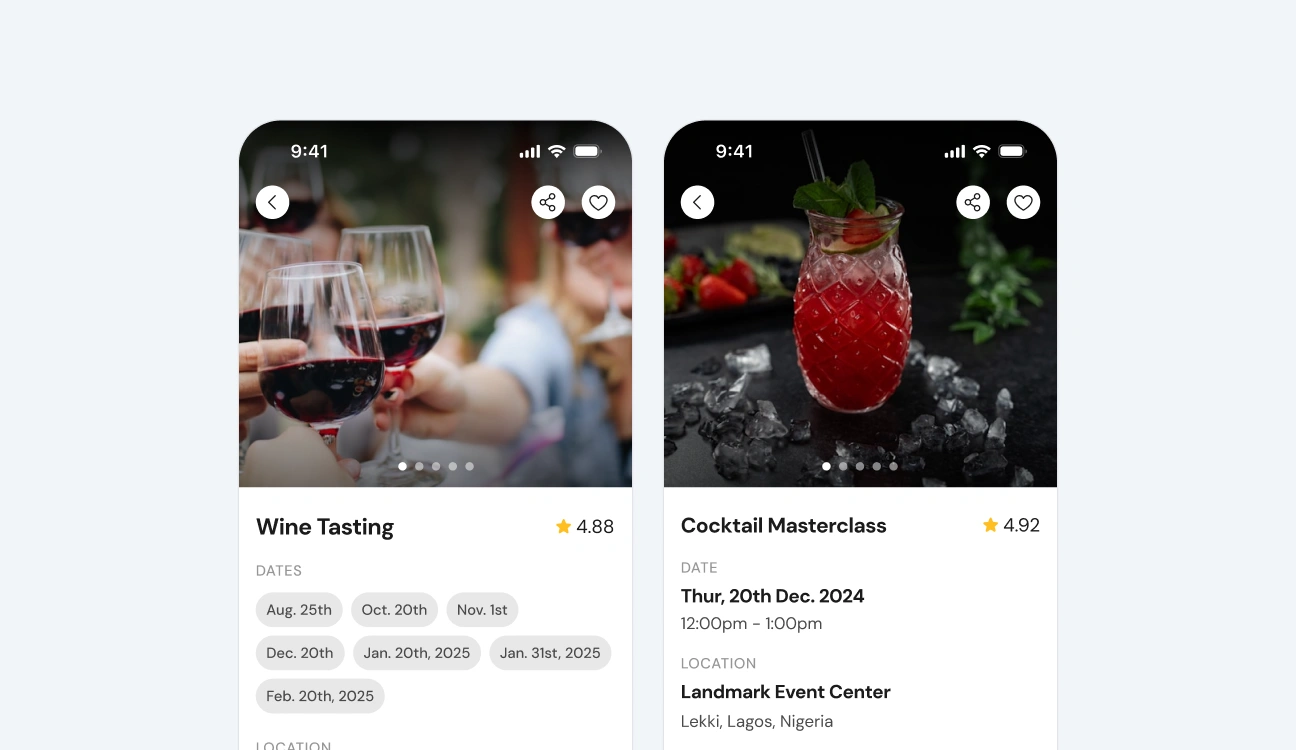 9:41
Wine Tasting 4.88
DATES
Aug. 25th Oct. 20th Nov. 1st
Dec. 20th Jan. 20th, 2025 Jan. 31st, 2025
Feb. 20th, 2025
LOCATION
9:41
Cocktail Masterclass 4.92
DATE
Thur, 20th Dec. 2024
12:00pm - 1:00pm
LOCATION
Landmark Event Center
Lekki, Lagos, Nigeria